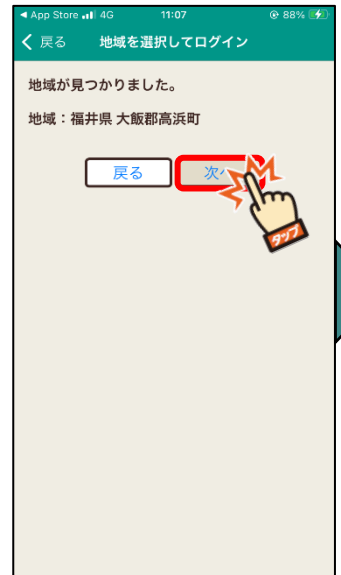 App Store 4G 11:07 88%
戻る 地域を選択してログイン
地域が見つかりました。
地域：福井県 大飯郡高浜町
戻る 次へ
タップ